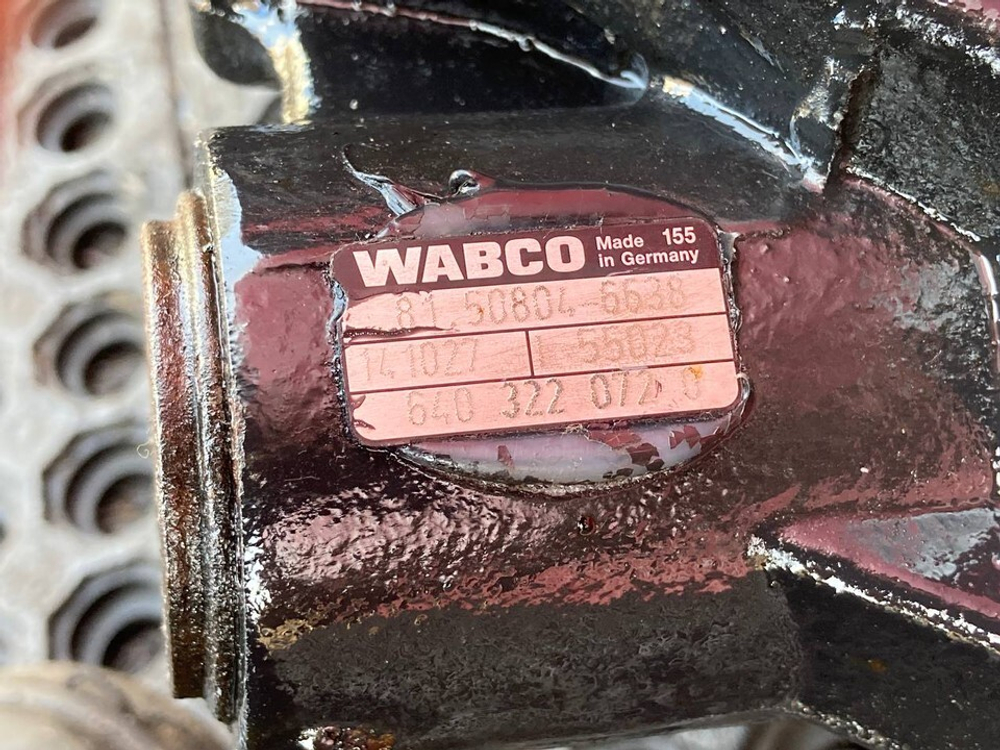 WABCO Made 155
in Germany
81.50804-6638
141027 | 55023
640 322 072 0